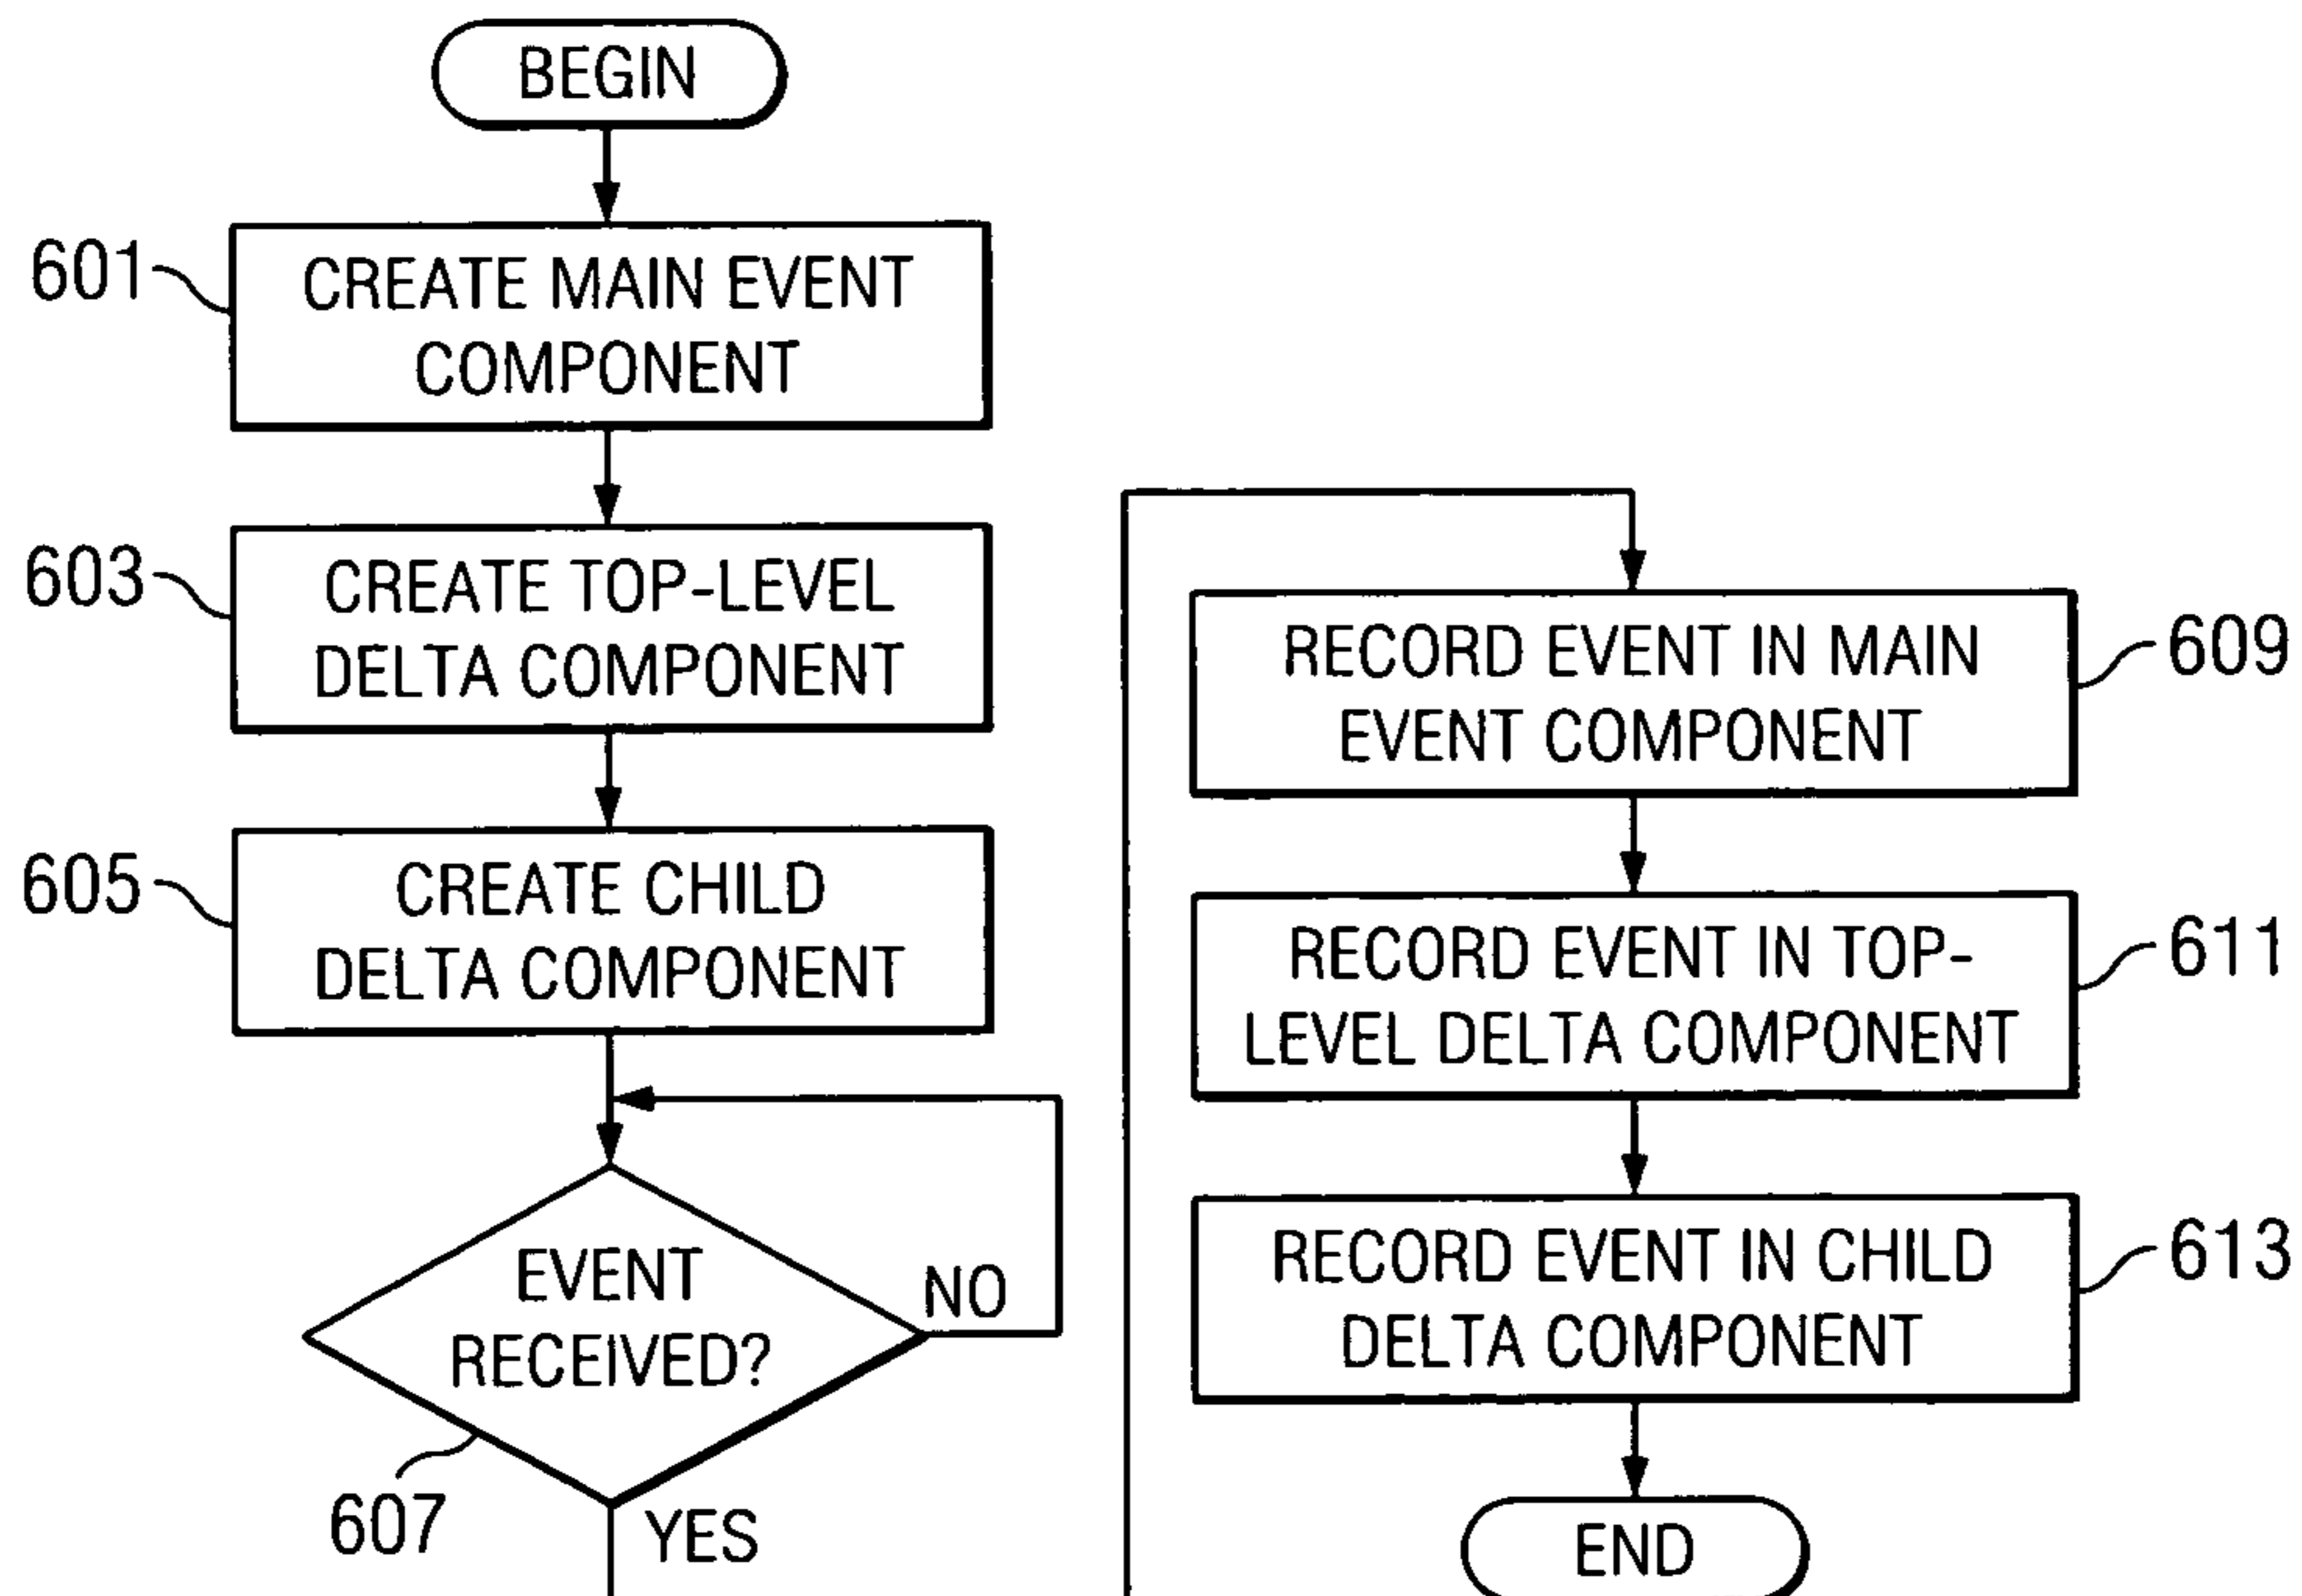 BEGIN
601
CREATE MAIN EVENT
COMPONENT
603
CREATE TOP-LEVEL
DELTA COMPONENT
605
CREATE CHILD
DELTA COMPONENT
EVENT
RECEIVED?
NO
607
YES
RECORD EVENT IN MAIN
EVENT COMPONENT
609
RECORD EVENT IN TOP-
LEVEL DELTA COMPONENT
611
RECORD EVENT IN CHILD
DELTA COMPONENT
613
END